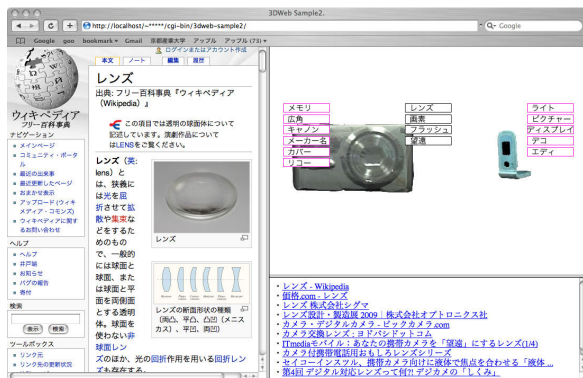 3DWeb Sample2.
http://localhost/~*****/cgi-bin/3dweb-sample2/
Google
Google goo bookmark Gmail 京都産業大学 アップル アップル (73)
ログインまたはアカウント作成
本文 ノート 編集 履歴
ウィキペディア
フリー百科事典
ナビゲーション
メインページ
コミュニティ・ポータル
最近の出来事
最近更新したページ
おまかせ表示
アップロード (ウィキメディア・コモンズ)
ウィキペディアに関するお問い合わせ
ヘルプ
ヘルプ
井戸端
お知らせ
バグの報告
寄付
検索
表示 検索
ツールボックス
リンク元
リンク先の更新状況
レンズ
出典: フリー百科事典『ウィキペディア
（Wikipedia）』
この項目では透明の球面体について
記述しています。演劇作品について
はLENSをご覧ください。
レンズ（英:
lens）と
は、狭義に
は光を屈
折させて拡
散や集束な
どをするた
めのもの
で、一般的
には球面と
球面、また
は球面と平
面を両側面
とする透明
体。球面を
使わない非
球面レン
ズのほか、光の回折作用を用いる回折レン
ズも存在する
レンズ
レンズの断面形状の種類
（両凸、平凸、凸凹（メニス
カス）、平凹、両凹）
メモリ
広角
キャノン
メーカー名
カバー
リコー
レンズ
画素
フラッシュ
望遠
ライト
ピクチャー
ディスプレイ
デコ
エディ
・レンズ - Wikipedia
・価格.com - レンズ
・レンズ 株式会社シグマ
・レンズ設計・製造展 2009｜株式会社オプトロニクス社
・カメラ・デジタルカメラ - ビックカメラ.com
・カメラ交換レンズ : ヨドバシドットコム
・ITmediaモバイル：あなたの携帯カメラを「望遠」にするレンズ(1/4)
・カメラ付携帯電話用おもしろレンズシリーズ
・セイコーインスツル、携帯カメラ向けに液体で焦点を合わせる「液体 ...
・第4回 デジタル対応レンズって何?! デジカメの「しくみ」